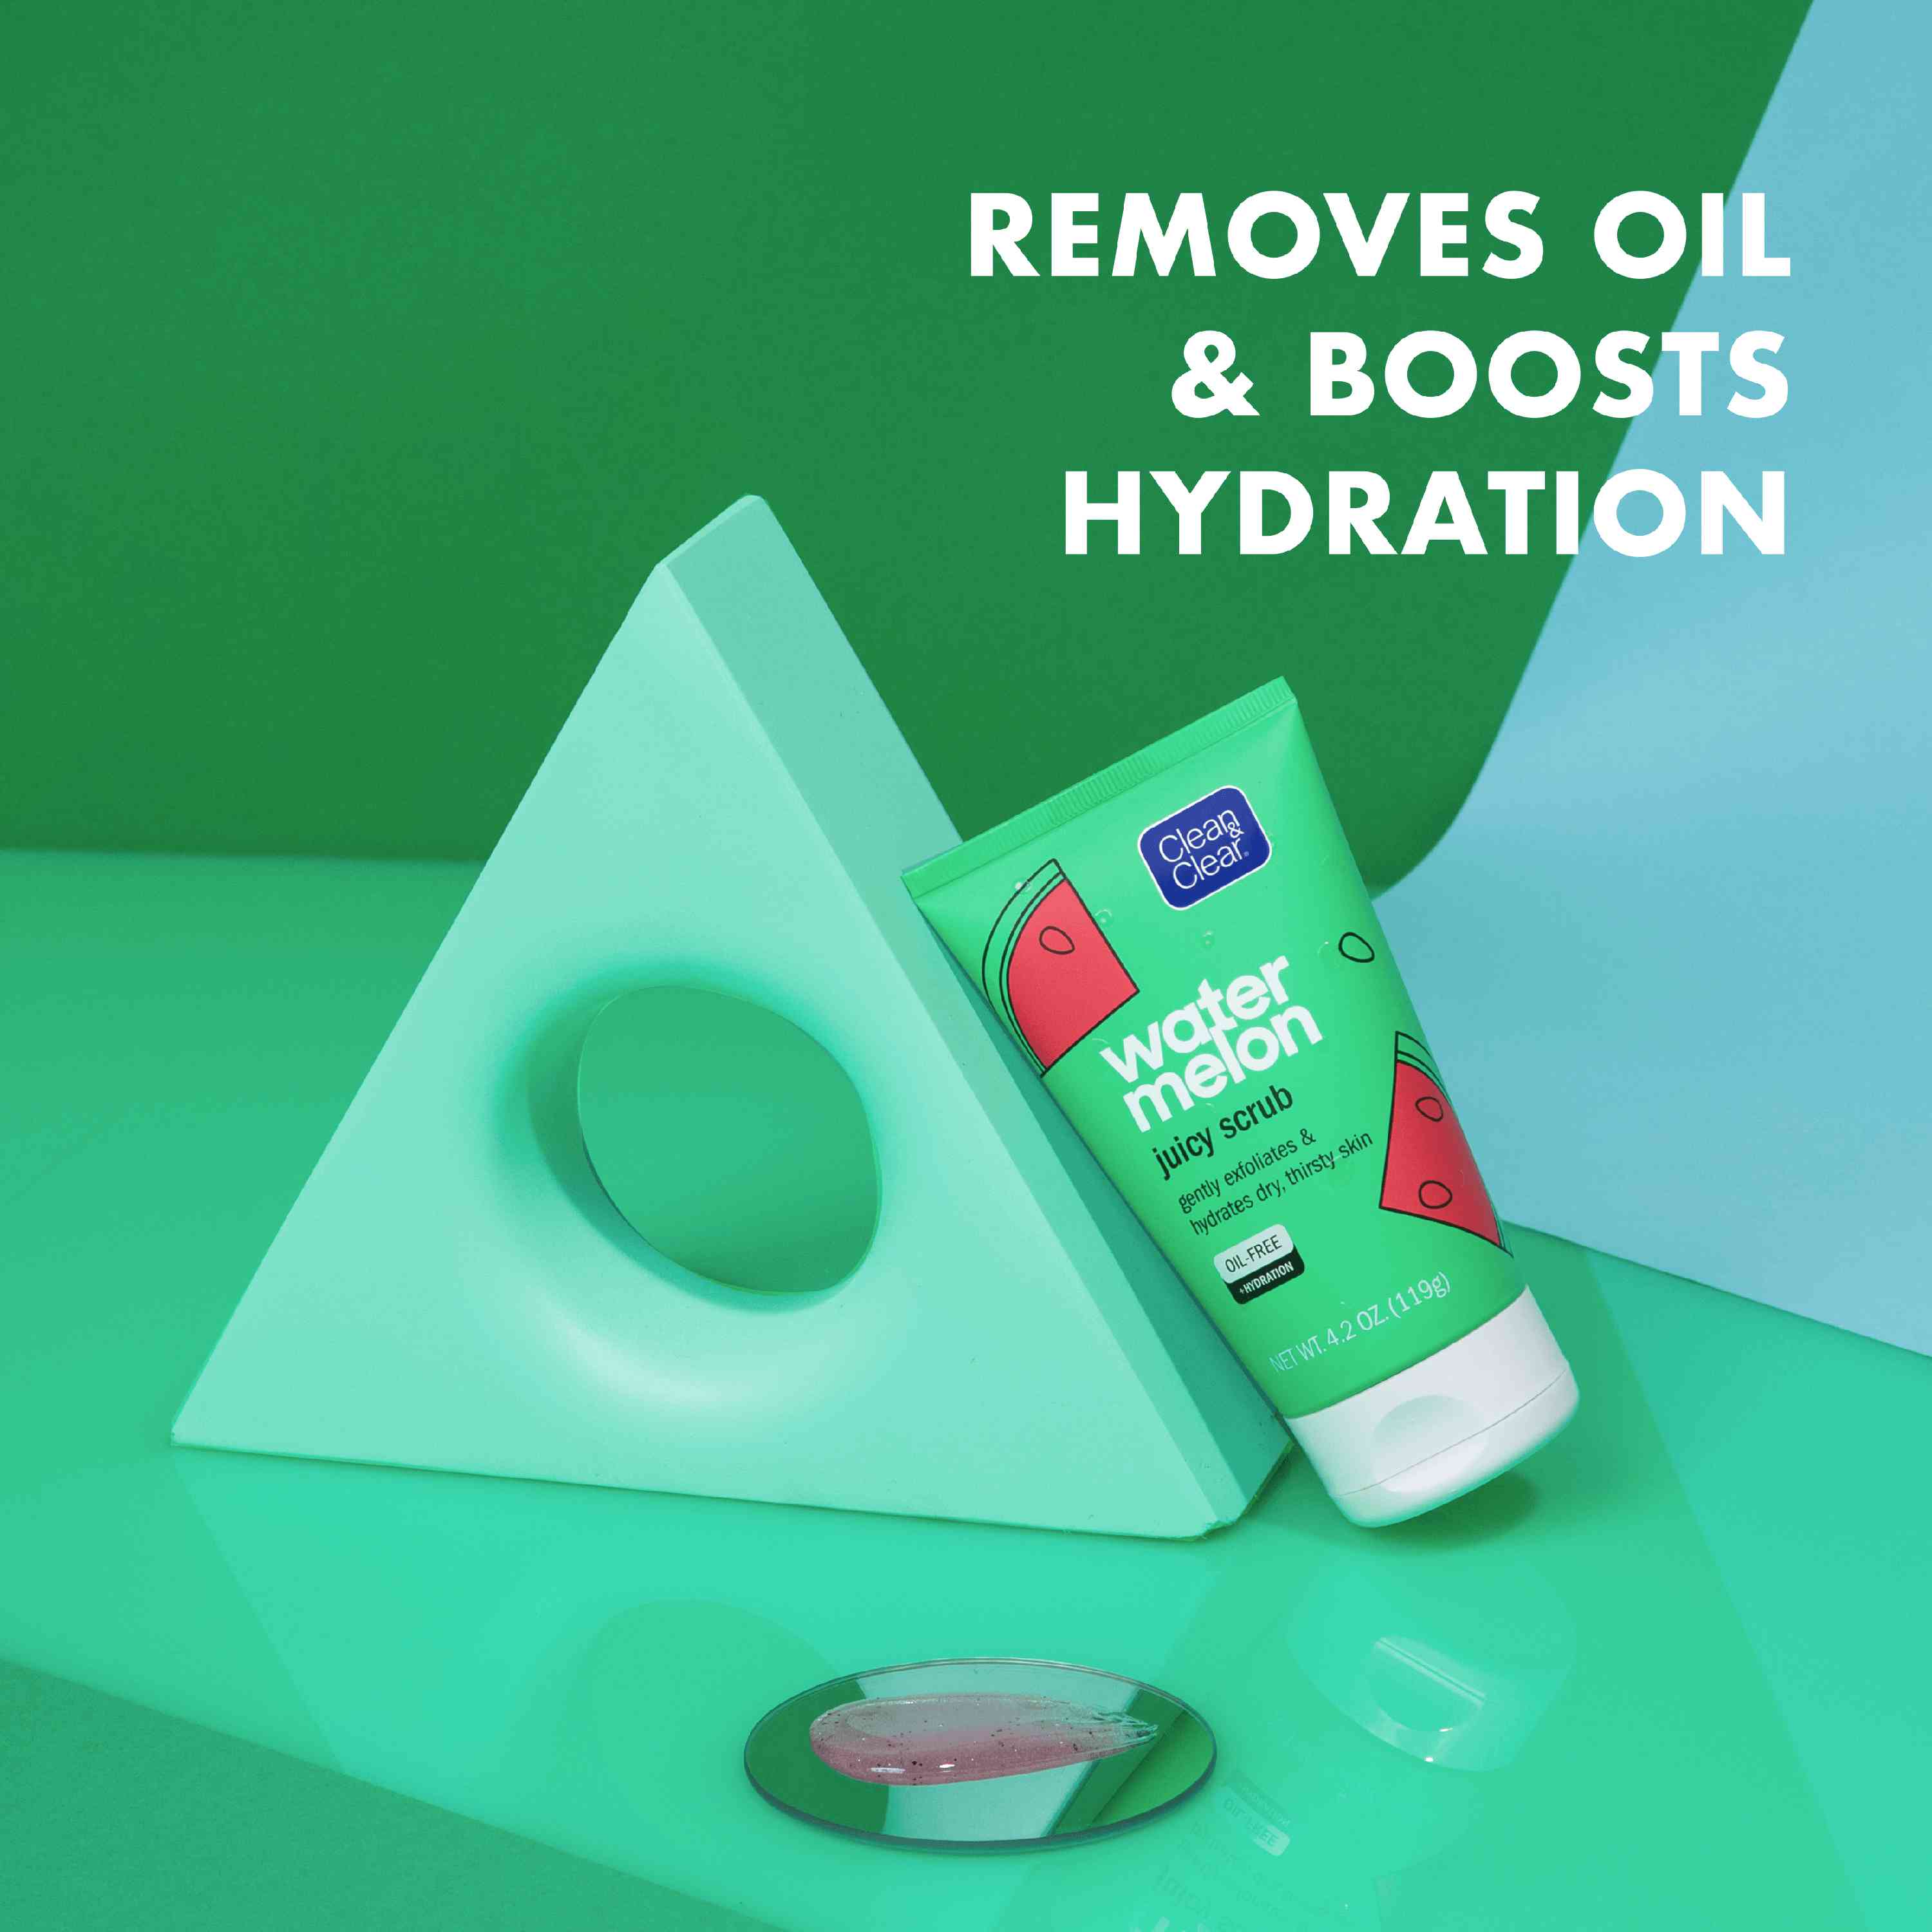 REMOVES OIL
& BOOSTS
HYDRATION
Clean &
Clear®
water
melon
juicy scrub
gently exfoliates &
hydrates dry, thirsty skin
OIL-FREE
+HYDRATION
NET WT. 4.2 OZ. (119g)